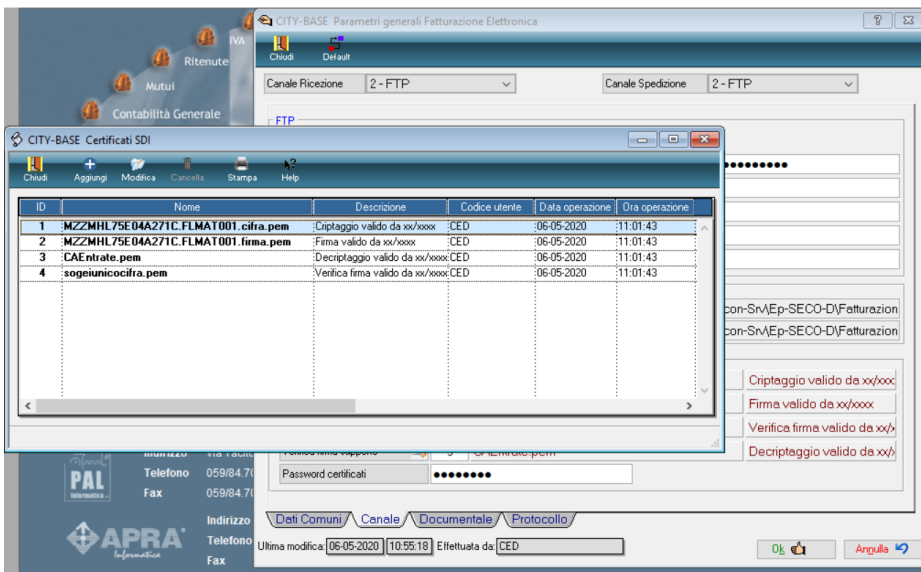 IVA
Ritenute
Mutui
Contabilità Generale
CITY-BASE Parametri generali Fatturazione Elettronica
Chiudi Default
Canale Ricezione 2 - FTP Canale Spedizione 2 - FTP
FTP
CITY-BASE Certificati SDI
Chiudi Aggiungi Modifica Cancella Stampa Help
ID Nome Descrizione Codice utente Data operazione Ora operazione
1 MZZMHL75E04A271C.FLMAT001.cifra.pem Criptaggio valido da xx/xxxx CED 06-05-2020 11:01:43
2 MZZMHL75E04A271C.FLMAT001.firma.pem Firma valido da xx/xxxx CED 06-05-2020 11:01:43
3 CAEntrate.pem Decriptaggio valido da xx/xxxx CED 06-05-2020 11:01:43
4 sogeiunicocifra.pem Verifica firma valido da xx/xxxx CED 06-05-2020 11:01:43
con-Srv\Ep-SECO-D\Fatturazion
con-Srv\Ep-SECO-D\Fatturazion
Criptaggio valido da xx/xxx
Firma valido da xx/xxxx
Verifica firma valido da xx/x
Decriptaggio valido da xx/x
Password certificati
PAL
Informatica
Telefono 059/84.70
Fax 059/84.70
APRA
Informatica
Indirizzo
Telefono
Fax
Dati Comuni Canale Documentale Protocollo
Ultima modifica: 06-05-2020 10:55:18 Effettuata da: CED
Ok Annulla